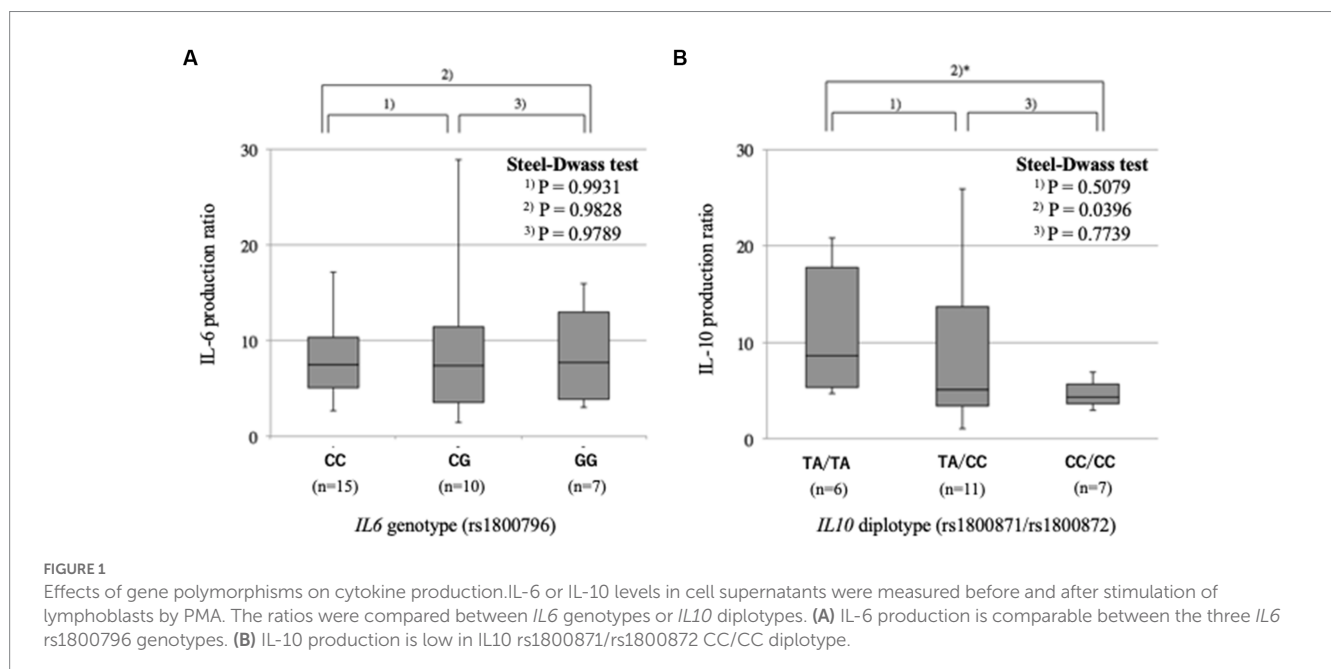 A
2)
1)
3)
30
20
10
0
IL-6 production ratio
Steel-Dwass test
1) P = 0.9931
2) P = 0.9828
3) P = 0.9789
CC CG GG
(n=15) (n=10) (n=7)
IL6 genotype (rs1800796)
B
2)*
1)
3)
30
20
10
0
IL-10 production ratio
Steel-Dwass test
1) P = 0.5079
2) P = 0.0396
3) P = 0.7739
TA/TA TA/CC CC/CC
(n=6) (n=11) (n=7)
IL10 diplotype (rs1800871/rs1800872)
FIGURE 1
Effects of gene polymorphisms on cytokine production.IL-6 or IL-10 levels in cell supernatants were measured before and after stimulation of
lymphoblasts by PMA. The ratios were compared between IL6 genotypes or IL10 diplotypes. (A) IL-6 production is comparable between the three IL6
rs1800796 genotypes. (B) IL-10 production is low in IL10 rs1800871/rs1800872 CC/CC diplotype.